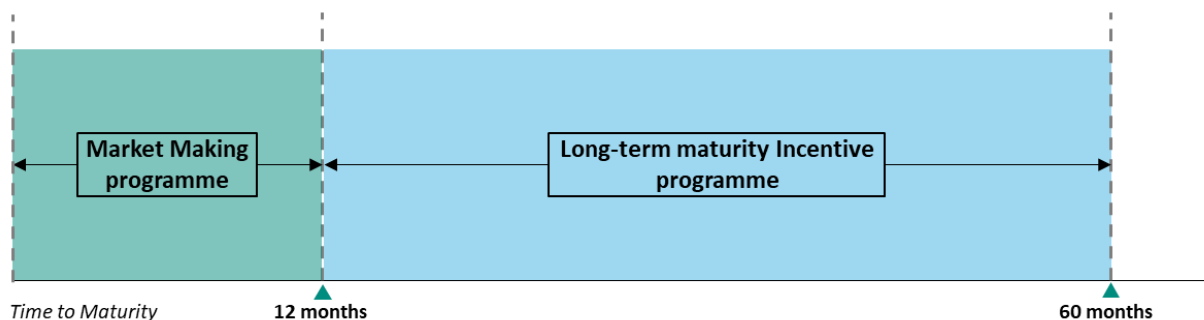 Market Making
programme
Long-term maturity Incentive
programme
Time to Maturity
12 months
60 months